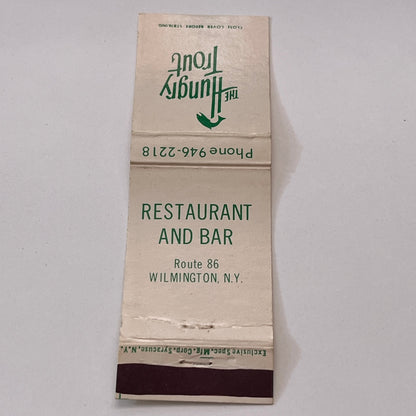 CLOSE COVER BEFORE STRIKING
THE Hungry
Trout
Phone 946-2218
RESTAURANT
AND BAR
Route 86
WILMINGTON, N.Y.
Exclusive Spec. Mfg. Corp. Syracuse, N.Y.